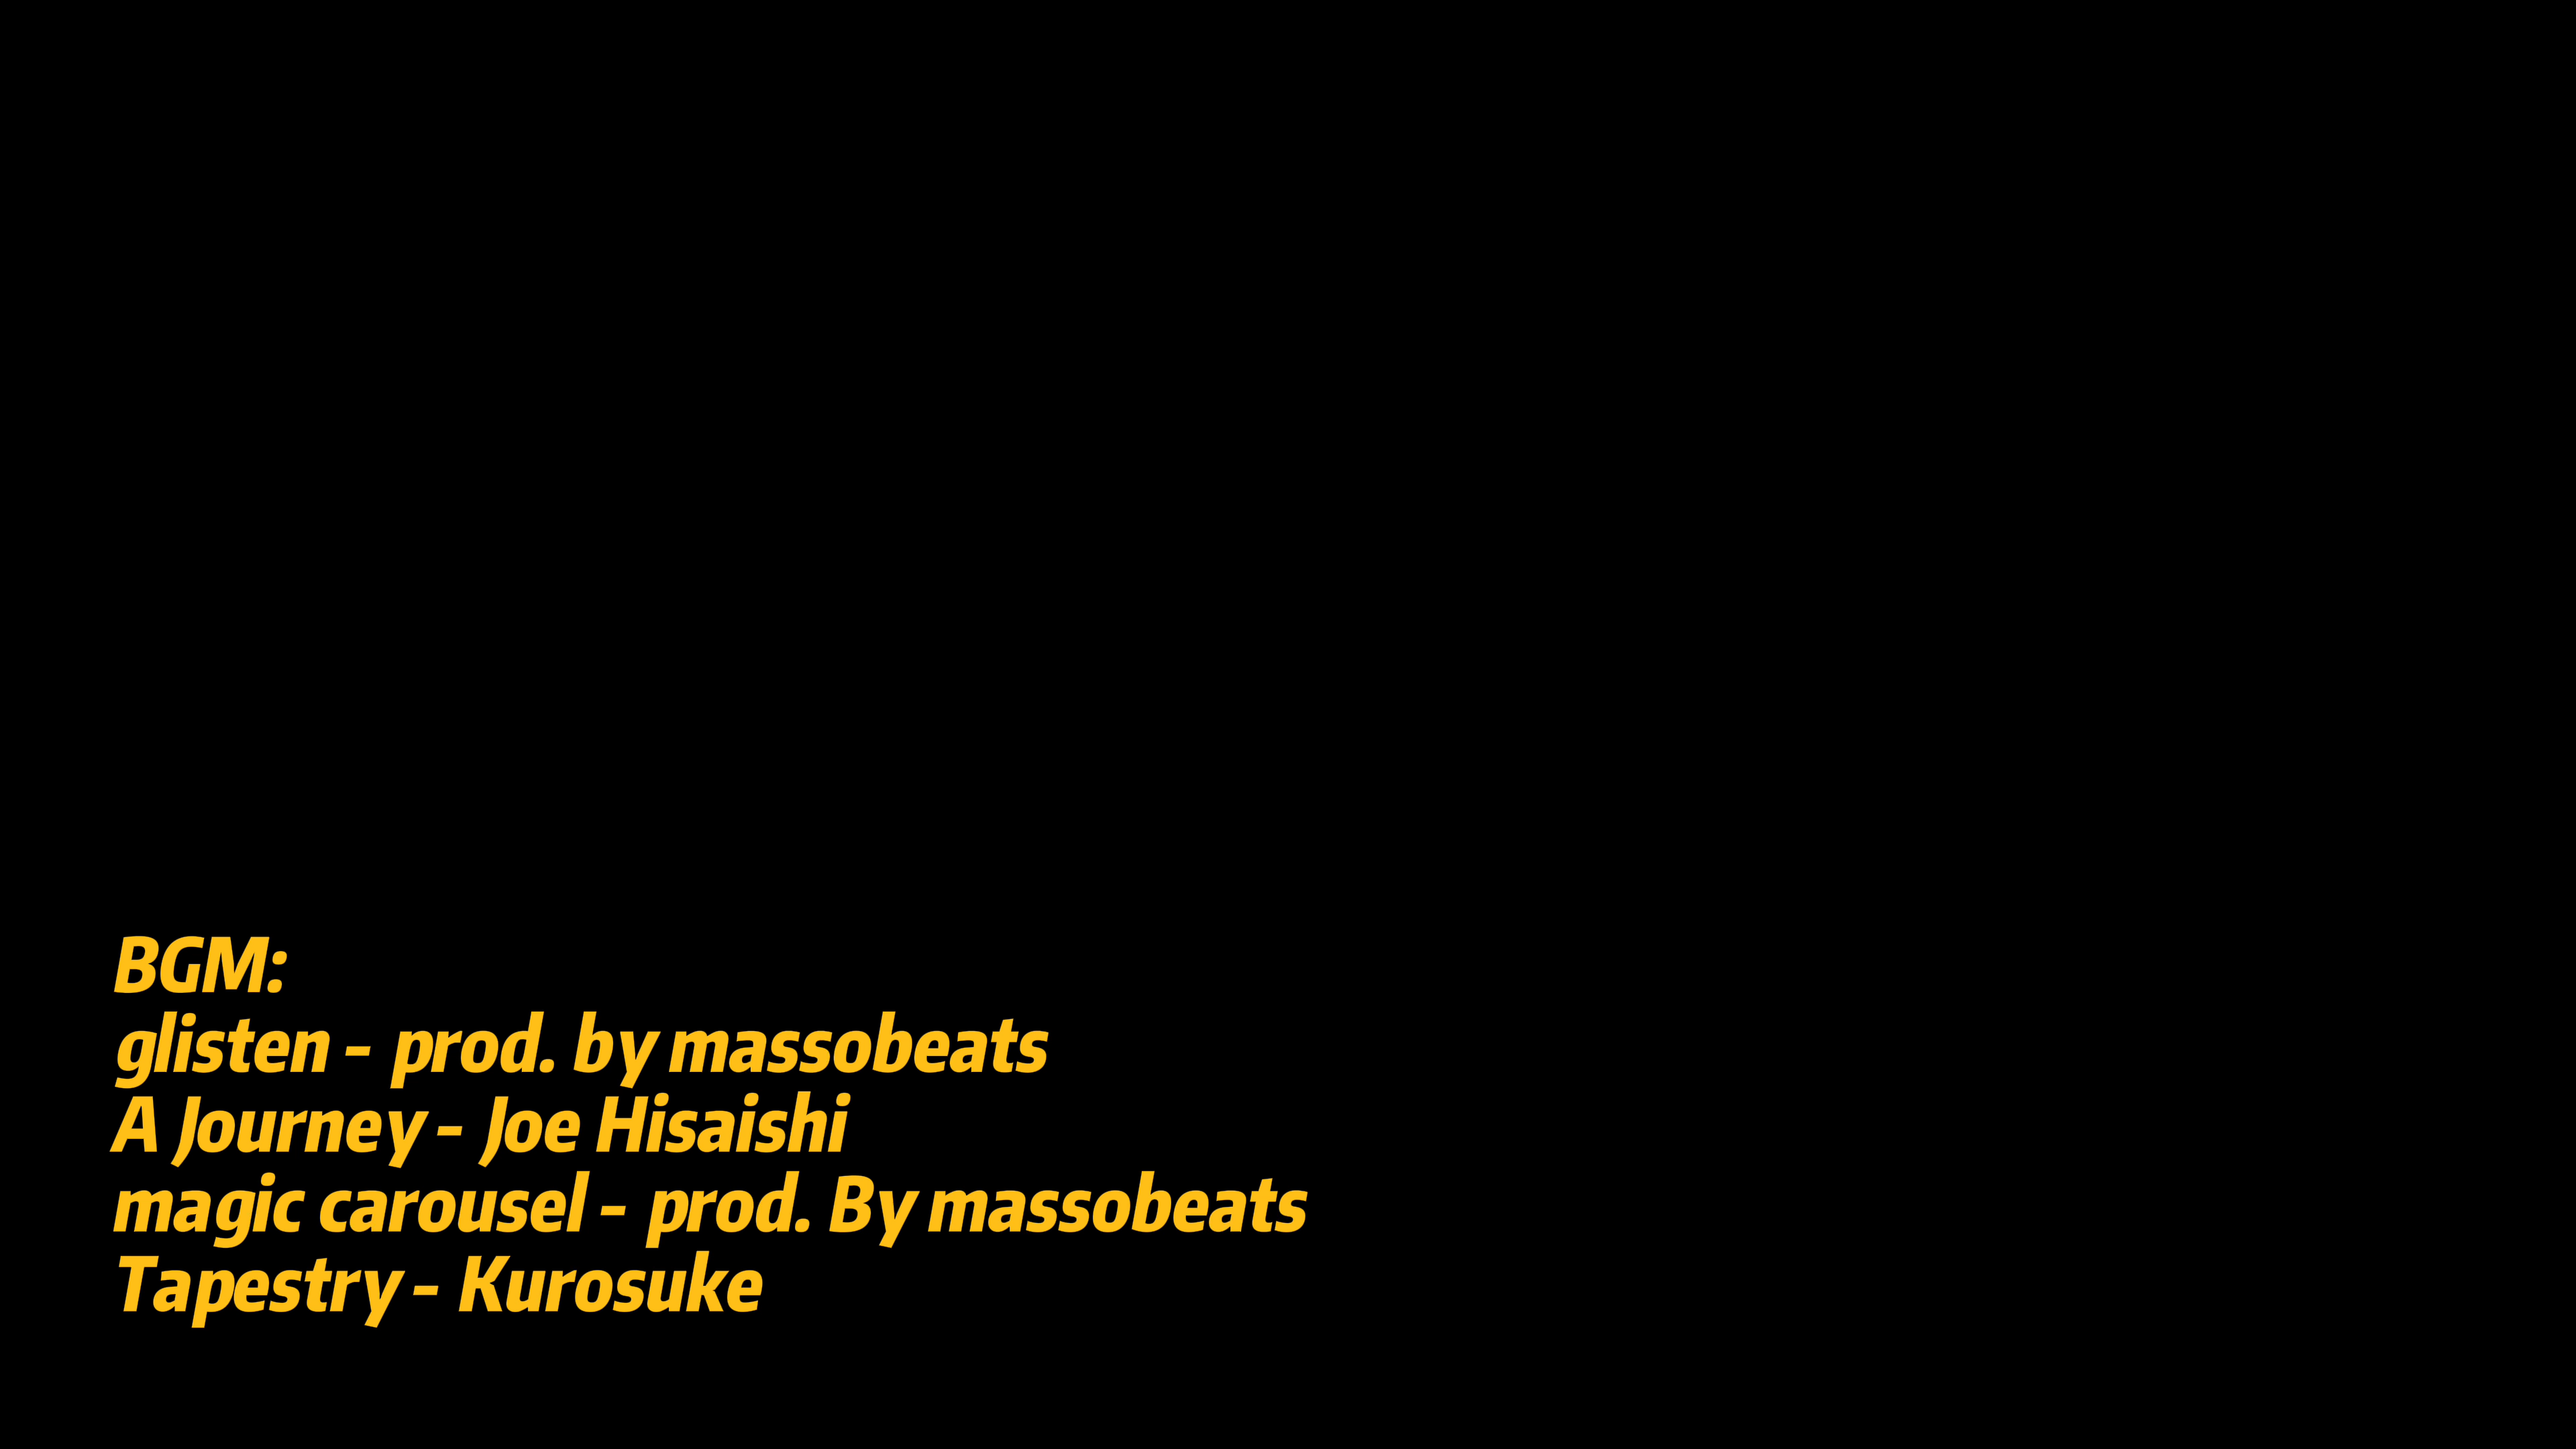 BGM:
glisten – prod. by massobeats
A Journey – Joe Hisaishi
magic carousel – prod. By massobeats
Tapestry – Kurosuke